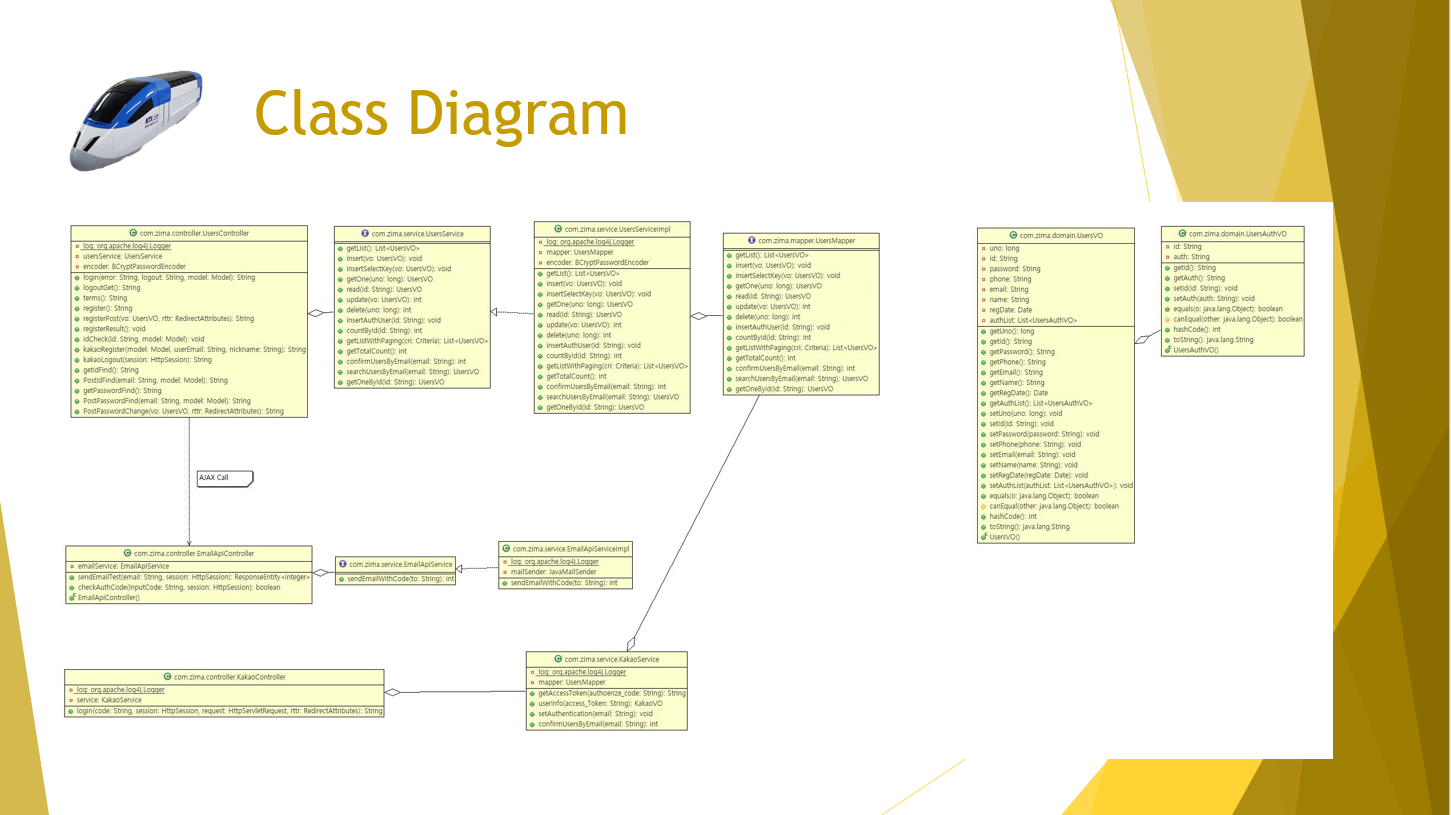 Class Diagram
com.zima.controller.UsersController
log: org.apache.log4j.Logger
usersService: UsersService
encoder: BCryptPasswordEncoder
login(error: String, logout: String, model: Model): String
logoutGet(): String
terms(): String
register(): String
registerPost(vo: UsersVO, rttr: RedirectAttributes): String
registerResult(): void
idCheck(id: String, model: Model): void
kakaoRegister(model: Model, userEmail: String, nickname: String): String
kakaoLogout(session: HttpSession): String
getIdFind(): String
PostIdFind(email: String, model: Model): String
getPasswordFind(): String
PostPasswordFind(email: String, model: Model): String
PostPasswordChange(vo: UsersVO, rttr: RedirectAttributes): String
com.zima.service.UsersService
getList(): List<UsersVO>
insert(vo: UsersVO): void
insertSelectKey(vo: UsersVO): void
getOne(uno: long): UsersVO
read(id: String): UsersVO
update(vo: UsersVO): int
delete(uno: long): int
insertAuthUser(id: String): void
countById(id: String): int
getListWithPaging(cri: Criteria): List<UsersVO>
getTotalCount(): int
confirmUsersByEmail(email: String): int
searchUsersByEmail(email: String): UsersVO
getOneById(id: String): UsersVO
com.zima.service.UsersServiceImpl
log: org.apache.log4j.Logger
mapper: UsersMapper
encoder: BCryptPasswordEncoder
getList(): List<UsersVO>
insert(vo: UsersVO): void
insertSelectKey(vo: UsersVO): void
getOne(uno: long): UsersVO
read(id: String): UsersVO
update(vo: UsersVO): int
delete(uno: long): int
insertAuthUser(id: String): void
countById(id: String): int
getListWithPaging(cri: Criteria): List<UsersVO>
getTotalCount(): int
confirmUsersByEmail(email: String): int
searchUsersByEmail(email: String): UsersVO
getOneById(id: String): UsersVO
com.zima.mapper.UsersMapper
getList(): List<UsersVO>
insert(vo: UsersVO): void
insertSelectKey(vo: UsersVO): void
getOne(uno: long): UsersVO
read(id: String): UsersVO
update(vo: UsersVO): int
delete(uno: long): int
insertAuthUser(id: String): void
countById(id: String): int
getListWithPaging(cri: Criteria): List<UsersVO>
getTotalCount(): int
confirmUsersByEmail(email: String): int
searchUsersByEmail(email: String): UsersVO
getOneById(id: String): UsersVO
com.zima.domain.UsersVO
uno: long
id: String
password: String
phone: String
email: String
name: String
regDate: Date
authList: List<UsersAuthVO>
getUno(): long
getId(): String
getPassword(): String
getPhone(): String
getEmail(): String
getName(): String
getRegDate(): Date
getAuthList(): List<UsersAuthVO>
setUno(uno: long): void
setId(id: String): void
setPassword(password: String): void
setPhone(phone: String): void
setEmail(email: String): void
setName(name: String): void
setRegDate(regDate: Date): void
setAuthList(authList: List<UsersAuthVO>): void
equals(o: java.lang.Object): boolean
canEqual(other: java.lang.Object): boolean
hashCode(): int
toString(): java.lang.String
UsersVO()
com.zima.domain.UsersAuthVO
id: String
auth: String
getId(): String
getAuth(): String
setId(id: String): void
setAuth(auth: String): void
equals(o: java.lang.Object): boolean
canEqual(other: java.lang.Object): boolean
hashCode(): int
toString(): java.lang.String
UsersAuthVO()
AJAX Call
com.zima.controller.EmailApiController
emailService: EmailApiService
sendEmailTest(email: String, session: HttpSession): ResponseEntity<Integer>
checkAuthCode(inputCode: String, session: HttpSession): boolean
EmailApiController()
com.zima.service.EmailApiService
sendEmailWithCode(to: String): int
com.zima.service.EmailApiServiceImpl
log: org.apache.log4j.Logger
mailSender: JavaMailSender
sendEmailWithCode(to: String): int
com.zima.controller.KakaoController
log: org.apache.log4j.Logger
service: KakaoService
login(code: String, session: HttpSession, request: HttpServletRequest, rttr: RedirectAttributes): String
com.zima.service.KakaoService
log: org.apache.log4j.Logger
mapper: UsersMapper
getAccessToken(authoerize_code: String): String
userinfo(access_Token: String): KakaoVO
setAuthentication(email: String): void
confirmUsersByEmail(email: String): int